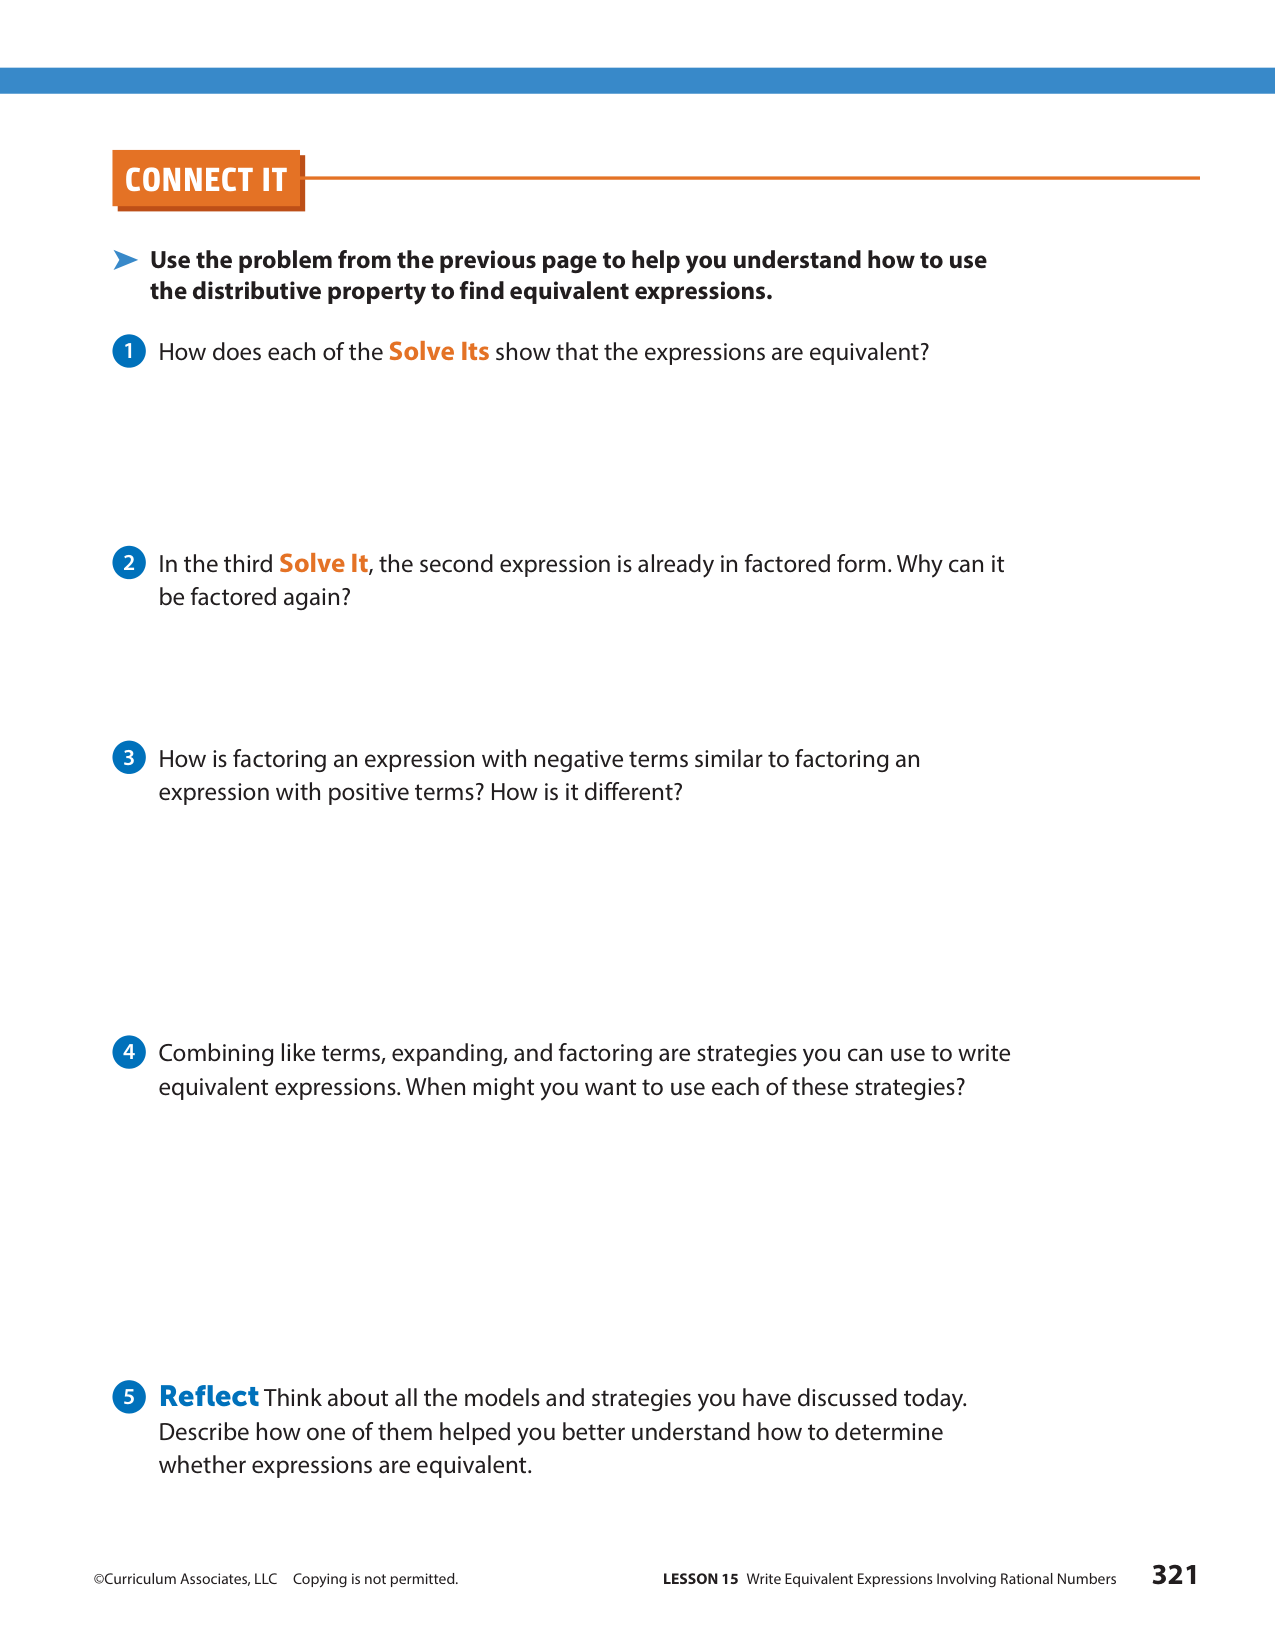 CONNECT IT
➤ Use the problem from the previous page to help you understand how to use
the distributive property to find equivalent expressions.
1 How does each of the Solve Its show that the expressions are equivalent?
2 In the third Solve It, the second expression is already in factored form. Why can it
be factored again?
3 How is factoring an expression with negative terms similar to factoring an
expression with positive terms? How is it different?
4 Combining like terms, expanding, and factoring are strategies you can use to write
equivalent expressions. When might you want to use each of these strategies?
5 Reflect Think about all the models and strategies you have discussed today.
Describe how one of them helped you better understand how to determine
whether expressions are equivalent.
©Curriculum Associates, LLC Copying is not permitted. LESSON 15 Write Equivalent Expressions Involving Rational Numbers 321